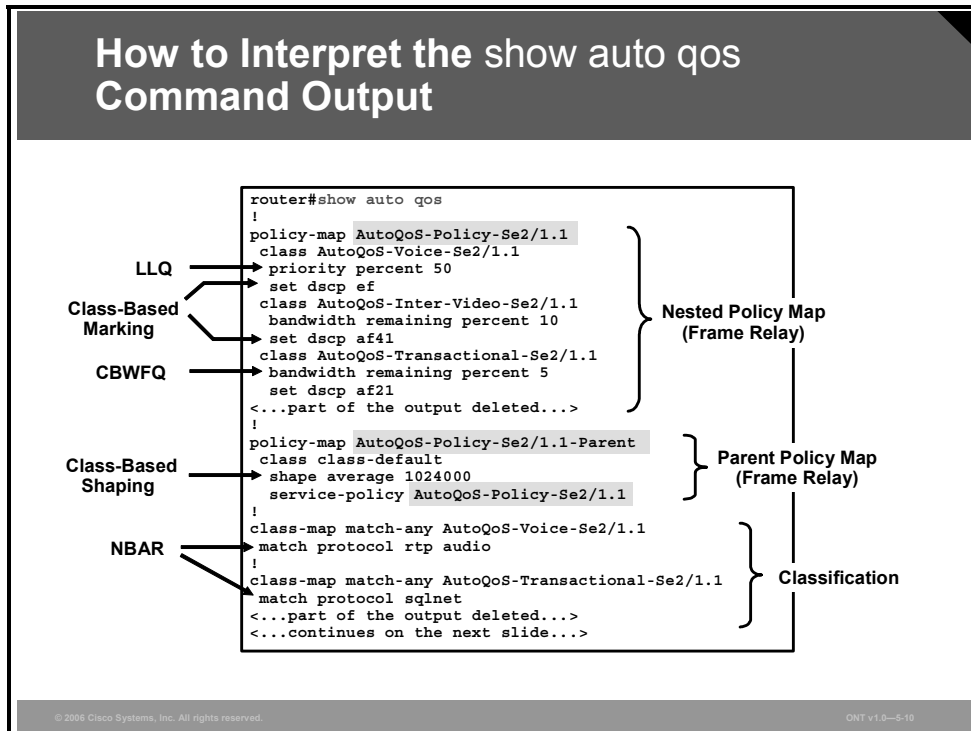 How to Interpret the show auto qos
Command Output
router#show auto qos
!
policy-map AutoQoS-Policy-Se2/1.1
class AutoQoS-Voice-Se2/1.1
priority percent 50
set dscp ef
class AutoQoS-Inter-Video-Se2/1.1
bandwidth remaining percent 10
set dscp af41
class AutoQoS-Transactional-Se2/1.1
bandwidth remaining percent 5
set dscp af21
<...part of the output deleted...>
!
policy-map AutoQoS-Policy-Se2/1.1-Parent
class class-default
shape average 1024000
service-policy AutoQoS-Policy-Se2/1.1
!
class-map match-any AutoQoS-Voice-Se2/1.1
match protocol rtp audio
!
class-map match-any AutoQoS-Transactional-Se2/1.1
match protocol sqlnet
<...part of the output deleted...>
<...continues on the next slide...>
LLQ
Class-Based
Marking
CBWFQ
Class-Based
Shaping
NBAR
Nested Policy Map
(Frame Relay)
Parent Policy Map
(Frame Relay)
Classification
© 2006 Cisco Systems, Inc. All rights reserved.
ONT v1.0—5-10